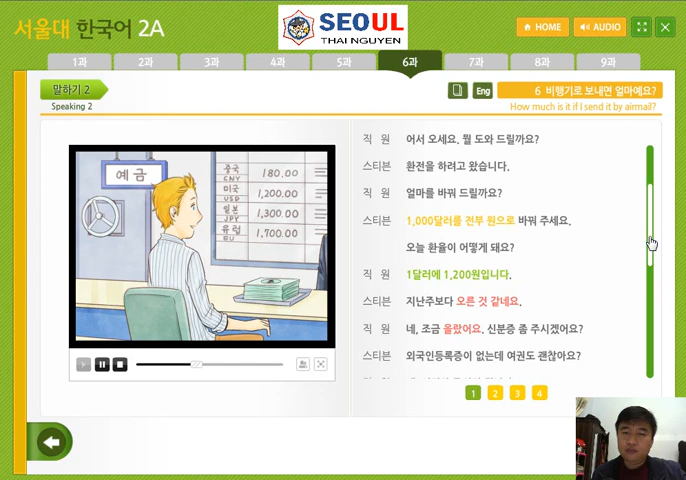 서울대 한국어 2A
SEOUL
THAI NGUYEN
HOME
AUDIO
1과
2과
3과
4과
5과
6과
7과
8과
9과
말하기 2
Speaking 2
Eng
6 비행기로 보내면 얼마예요?
How much is it if I send it by airmail?
예금
중국 CNY 180.00
미국 USD 1,200.00
일본 JPY 1,300.00
유럽 EU 1,700.00
직 원 어서 오세요. 뭘 도와 드릴까요?
스티븐 환전을 하려고 왔습니다.
직 원 얼마를 바꿔 드릴까요?
스티븐 1,000달러를 전부 원으로 바꿔 주세요.
오늘 환율이 어떻게 돼요?
직 원 1달러에 1,200원입니다.
스티븐 지난주보다 오른 것 같네요.
직 원 네, 조금 올랐어요. 신분증 좀 주시겠어요?
스티븐 외국인등록증이 없는데 여권도 괜찮아요?
1
2
3
4